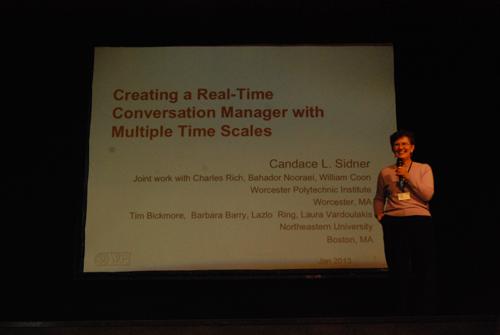 Creating a Real-Time
Conversation Manager with
Multiple Time Scales
Candace L. Sidner
Joint work with Charles Rich, Bahador Nooraei, William Coon
Worcester Polytechnic Institute
Worcester, MA
Tim Bickmore, Barbara Barry, Lazlo Ring, Laura Vardoulakis
Northeastern University
Boston, MA
Jan 2013